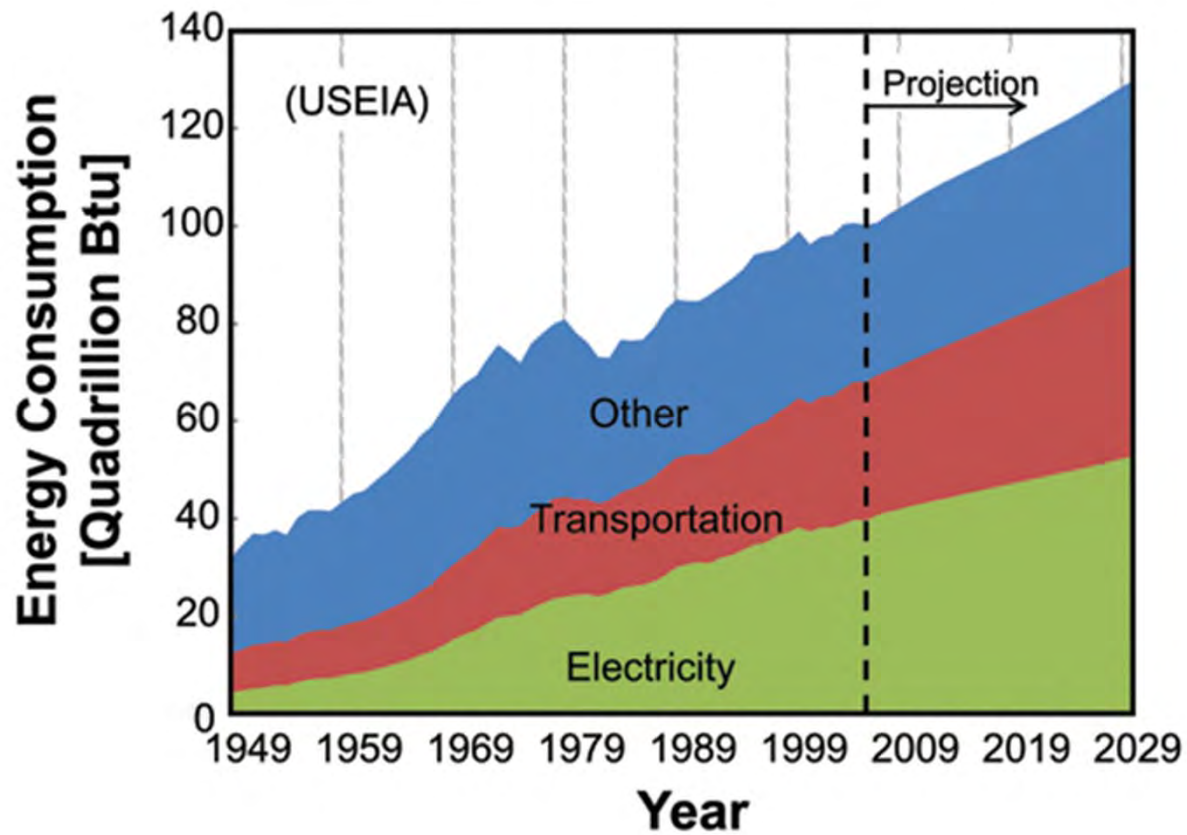 140
120
100
80
60
40
20
0
Energy Consumption
[Quadrillion Btu]
(USEIA)
Projection
Other
Transportation
Electricity
1949 1959 1969 1979 1989 1999 2009 2019 2029
Year